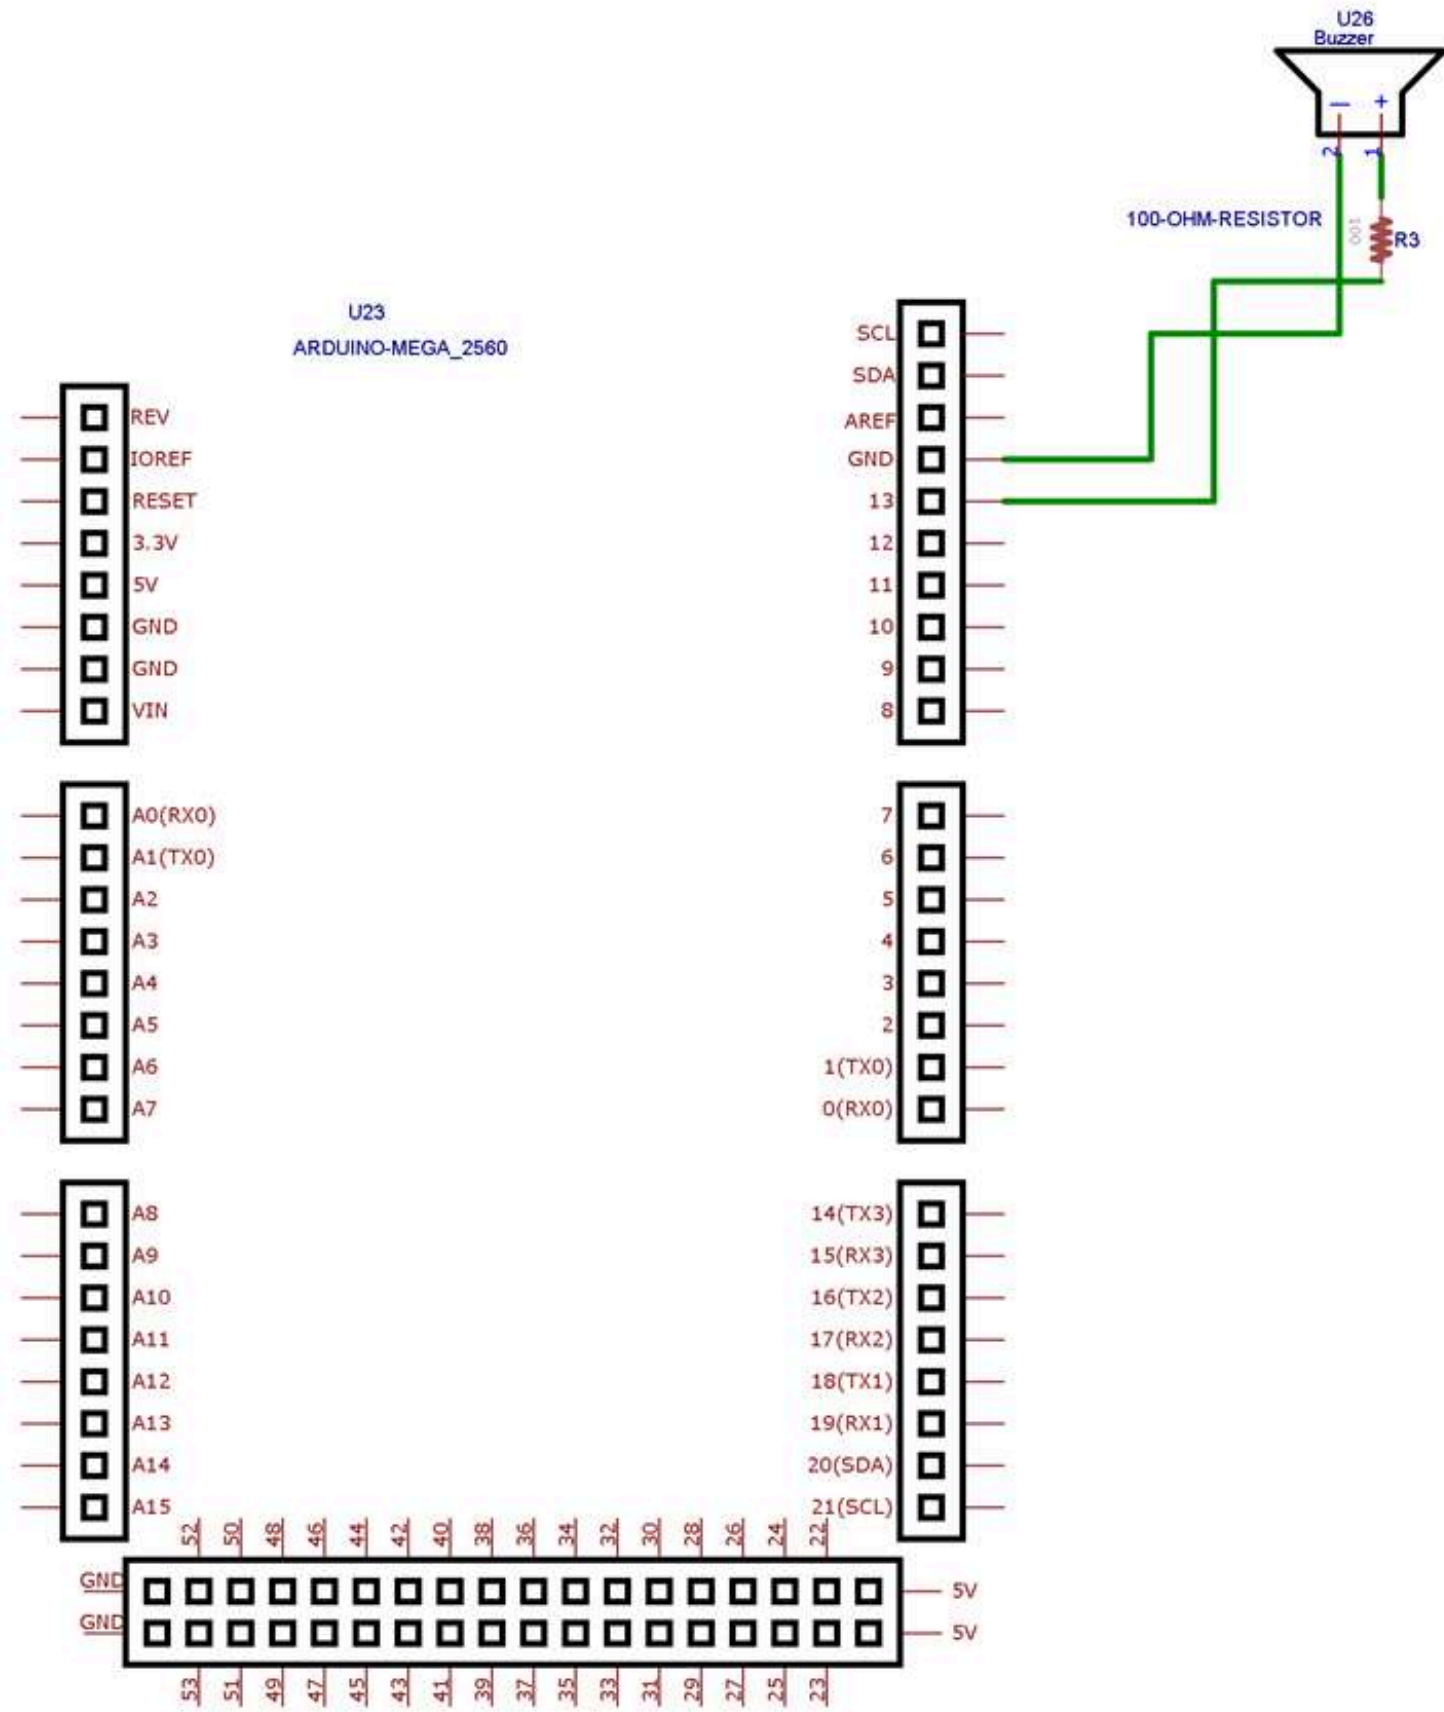 U26
Buzzer
— +
2 1
100-OHM-RESISTOR
100
R3
U23
ARDUINO-MEGA_2560
REV
IOREF
RESET
3.3V
5V
GND
GND
VIN
SCL
SDA
AREF
GND
13
12
11
10
9
8
A0(RX0)
A1(TX0)
A2
A3
A4
A5
A6
A7
7
6
5
4
3
2
1(TX0)
0(RX0)
A8
A9
A10
A11
A12
A13
A14
A15
14(TX3)
15(RX3)
16(TX2)
17(RX2)
18(TX1)
19(RX1)
20(SDA)
21(SCL)
52 50 48 46 44 42 40 38 36 34 32 30 28 26 24 22
GND 5V
GND 5V
53 51 49 47 45 43 41 39 37 35 33 31 29 27 25 23